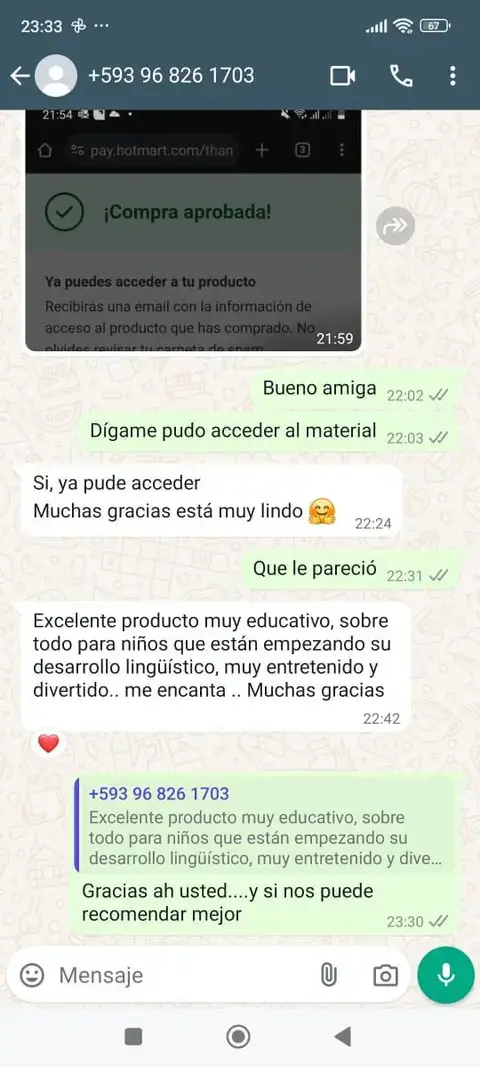 23:33
67
+593 96 826 1703
21:54
pay.hotmart.com/than
3
¡Compra aprobada!
Ya puedes acceder a tu producto
Recibirás una email con la información de
acceso al producto que has comprado. No
olvides revisar tu carpeta de spam
21:59
Bueno amiga 22:02
Dígame pudo acceder al material 22:03
Si, ya pude acceder
Muchas gracias está muy lindo 🤗 22:24
Que le pareció 22:31
Excelente producto muy educativo, sobre
todo para niños que están empezando su
desarrollo lingüístico, muy entretenido y
divertido.. me encanta .. Muchas gracias
22:42
+593 96 826 1703
Excelente producto muy educativo, sobre
todo para niños que están empezando su
desarrollo lingüístico, muy entretenido y dive...
Gracias ah usted....y si nos puede
recomendar mejor 23:30
Mensaje